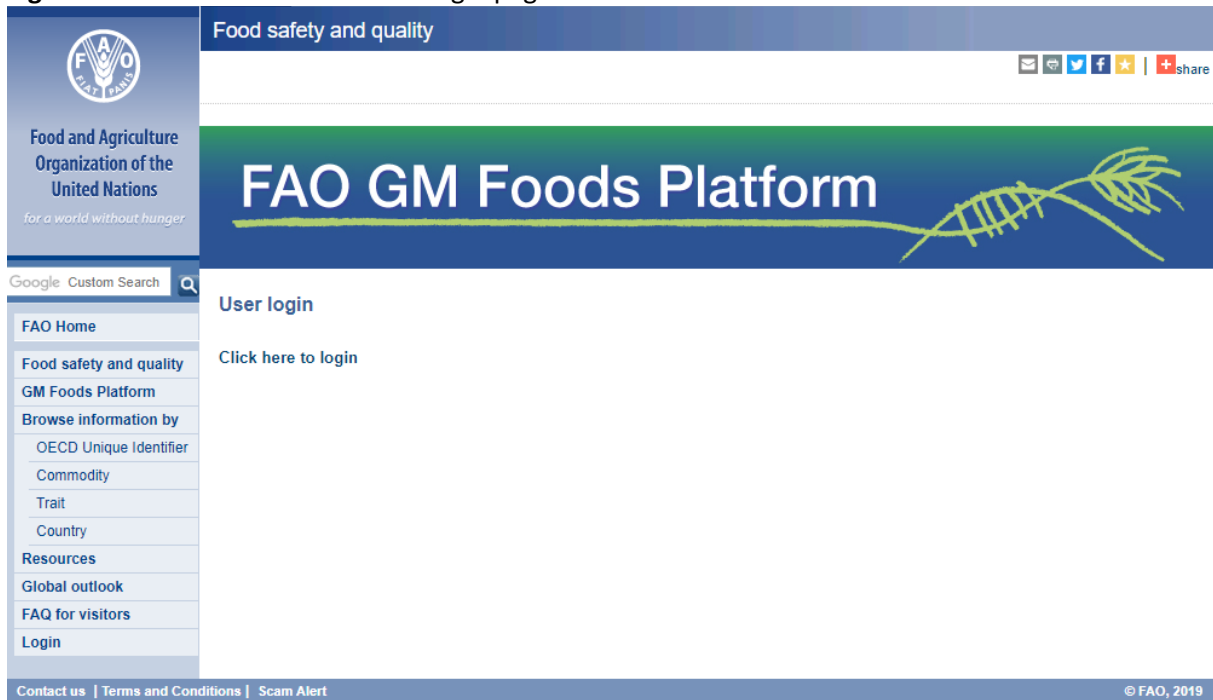 Food safety and quality
share
FAO
FIAT PANIS
Food and Agriculture
Organization of the
United Nations
for a world without hunger
FAO GM Foods Platform
Google Custom Search
User login
Click here to login
FAO Home
Food safety and quality
GM Foods Platform
Browse information by
OECD Unique Identifier
Commodity
Trait
Country
Resources
Global outlook
FAQ for visitors
Login
Contact us | Terms and Conditions | Scam Alert
© FAO, 2019